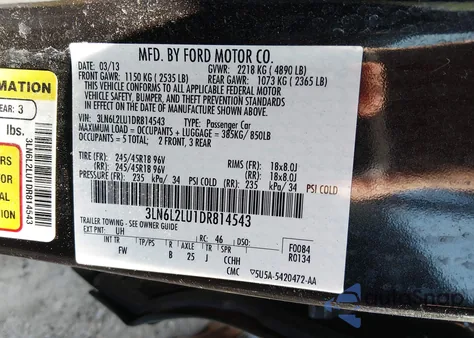 MFD. BY FORD MOTOR CO.
DATE: 03/13 GVWR: 2218 KG (4890 LB)
FRONT GAWR: 1150 KG (2535 LB) REAR GAWR: 1073 KG (2365 LB)
THIS VEHICLE CONFORMS TO ALL APPLICABLE FEDERAL MOTOR
VEHICLE SAFETY, BUMPER, AND THEFT PREVENTION STANDARDS IN
EFFECT ON THE DATE OF MANUFACTURE SHOWN ABOVE.
VIN: 3LN6L2LU1DR814543 TYPE: Passenger Car
MAXIMUM LOAD = OCCUPANTS + LUGGAGE = 385KG/ 850LB
OCCUPANTS = 5 TOTAL; 2 FRONT, 3 REAR
TIRE (FR): 245/45R18 96V RIMS (FR): 18x8.0J
TIRE (RR): 245/45R18 96V RIMS (RR): 18x8.0J
PRESSURE (FR): 235 kPa/ 34 PSI COLD (RR): 235 kPa/ 34 PSI COLD
3LN6L2LU1DR814543
TRAILER TOWING - SEE OWNER GUIDE
EXT PNT: UH RC: 46 DSO: F0084
INT TR TP/PS R AXLE TR SPR R0134
FW B 25 J CCHH
CMC 5U5A-5420472-AA
MATION
EAR: 3
lbs.
3LN6L2LU1DR814543